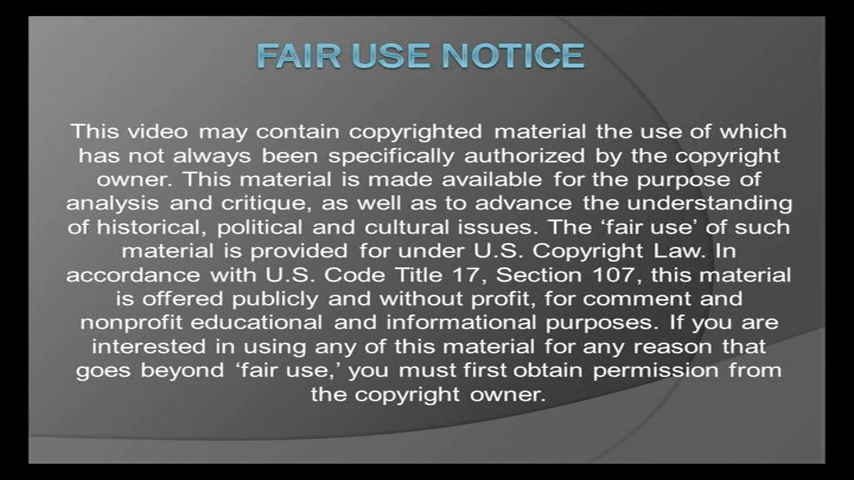 FAIR USE NOTICE
This video may contain copyrighted material the use of which
has not always been specifically authorized by the copyright
owner. This material is made available for the purpose of
analysis and critique, as well as to advance the understanding
of historical, political and cultural issues. The ‘fair use’ of such
material is provided for under U.S. Copyright Law. In
accordance with U.S. Code Title 17, Section 107, this material
is offered publicly and without profit, for comment and
nonprofit educational and informational purposes. If you are
interested in using any of this material for any reason that
goes beyond ‘fair use,’ you must first obtain permission from
the copyright owner.